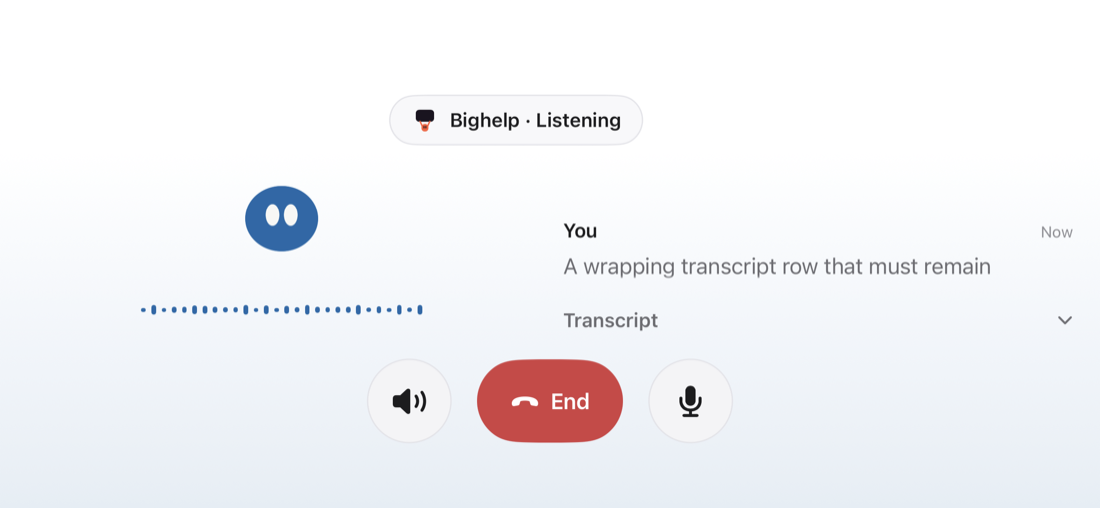 Bighelp · Listening
You
Now
A wrapping transcript row that must remain
Transcript
End